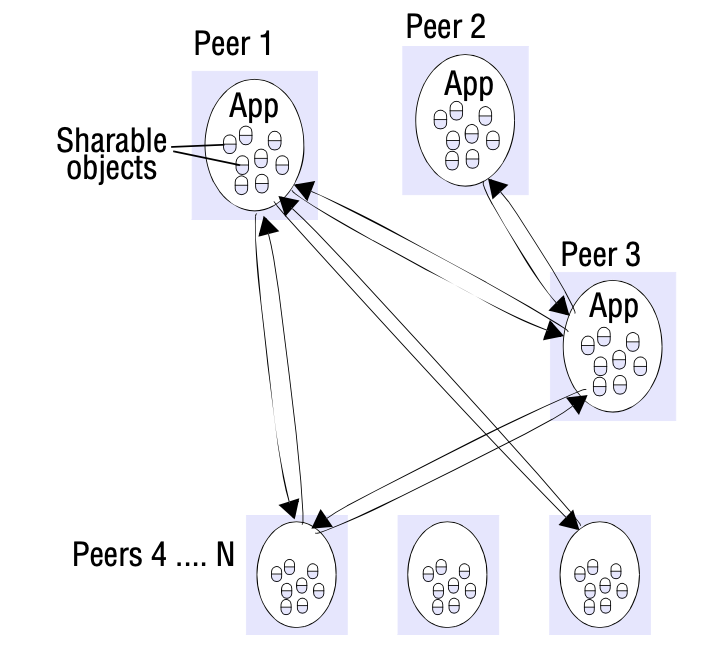 Peer 1
Peer 2
App
App
Sharable
objects
Peer 3
App
Peers 4 .... N